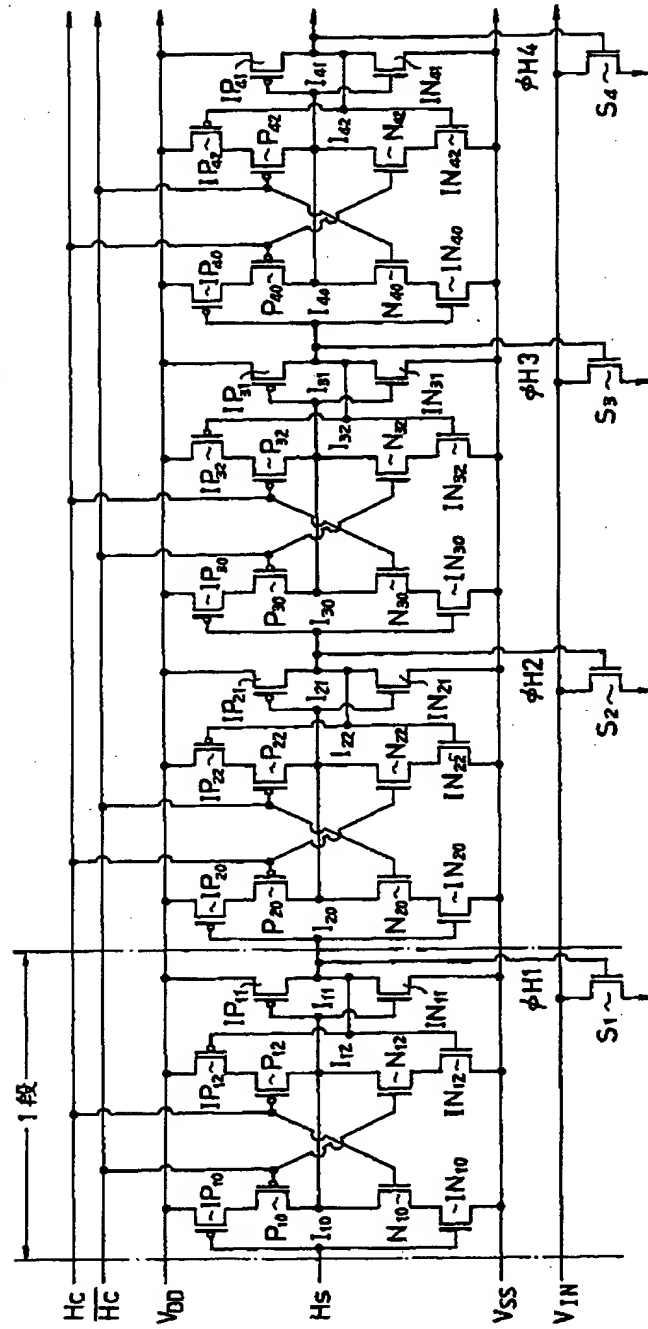 1段
Hc
H̅c̅
VDD
IP10 IP12 IP11 IP20 IP22 IP21 IP30 IP32 IP31 IP40 IP42 IP41
P10 P12 P20 P22 P30 P32 P40 P42
Hs
I10 I12 I11 I20 I22 I21 I30 I32 I31 I40 I42 I41
N10 N12 N20 N22 N30 N32 N40 N42
IN10 IN12 IN11 IN20 IN22 IN21 IN30 IN32 IN31 IN40 IN42 IN41
VSS
φH1 φH2 φH3 φH4
VIN
S1 S2 S3 S4